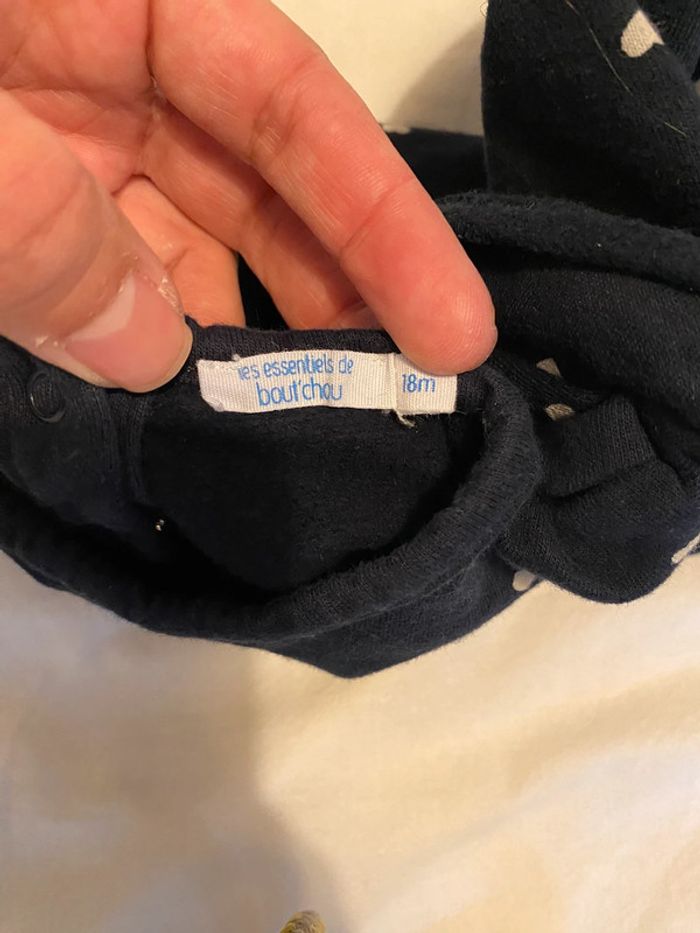 les essentiels de
bout'chou
18m